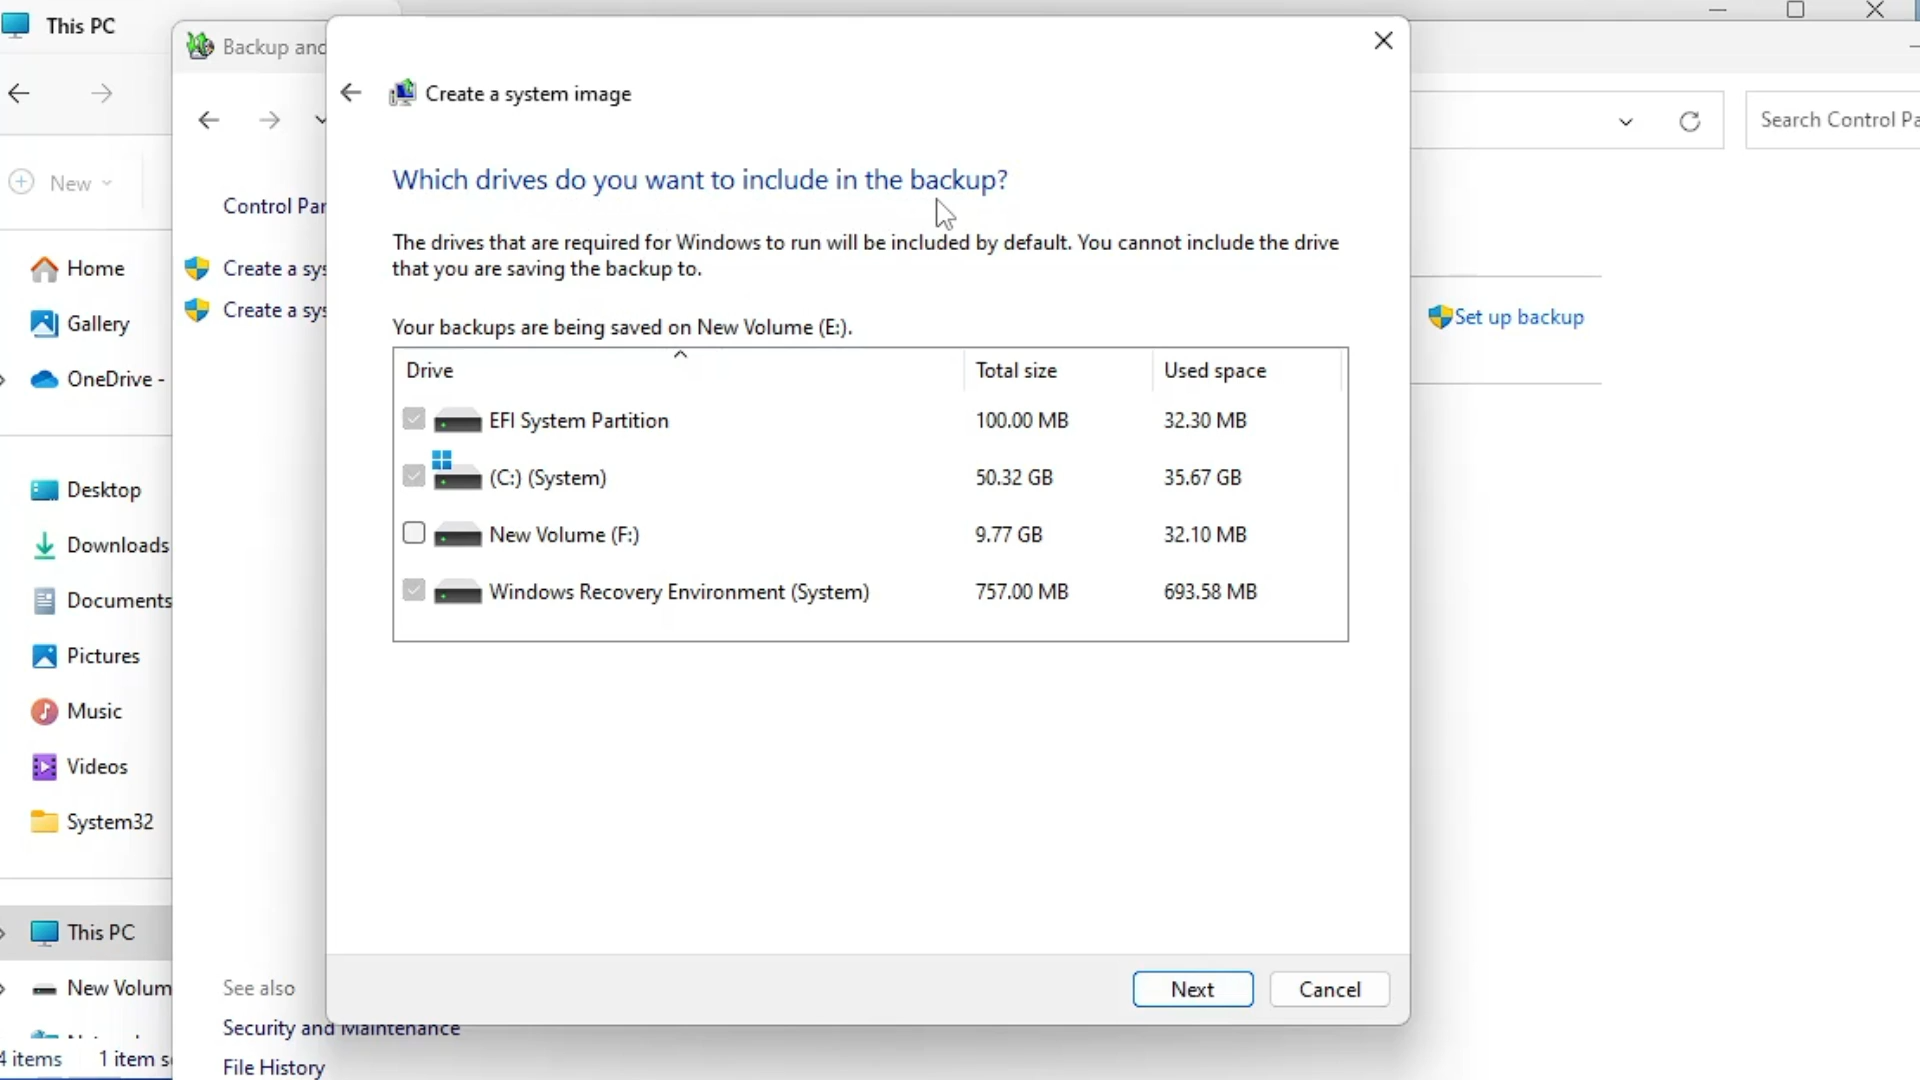 This PC
New
Home
Gallery
OneDrive -
Desktop
Downloads
Documents
Pictures
Music
Videos
System32
This PC
New Volum
4 items 1 item s
Backup and
Control Par
Create a sys
Create a sys
See also
Security and Maintenance
File History
Create a system image
Which drives do you want to include in the backup?
The drives that are required for Windows to run will be included by default. You cannot include the drive
that you are saving the backup to.
Your backups are being saved on New Volume (E:).
Drive Total size Used space
EFI System Partition 100.00 MB 32.30 MB
(C:) (System) 50.32 GB 35.67 GB
New Volume (F:) 9.77 GB 32.10 MB
Windows Recovery Environment (System) 757.00 MB 693.58 MB
Next Cancel
Search Control Pa
Set up backup